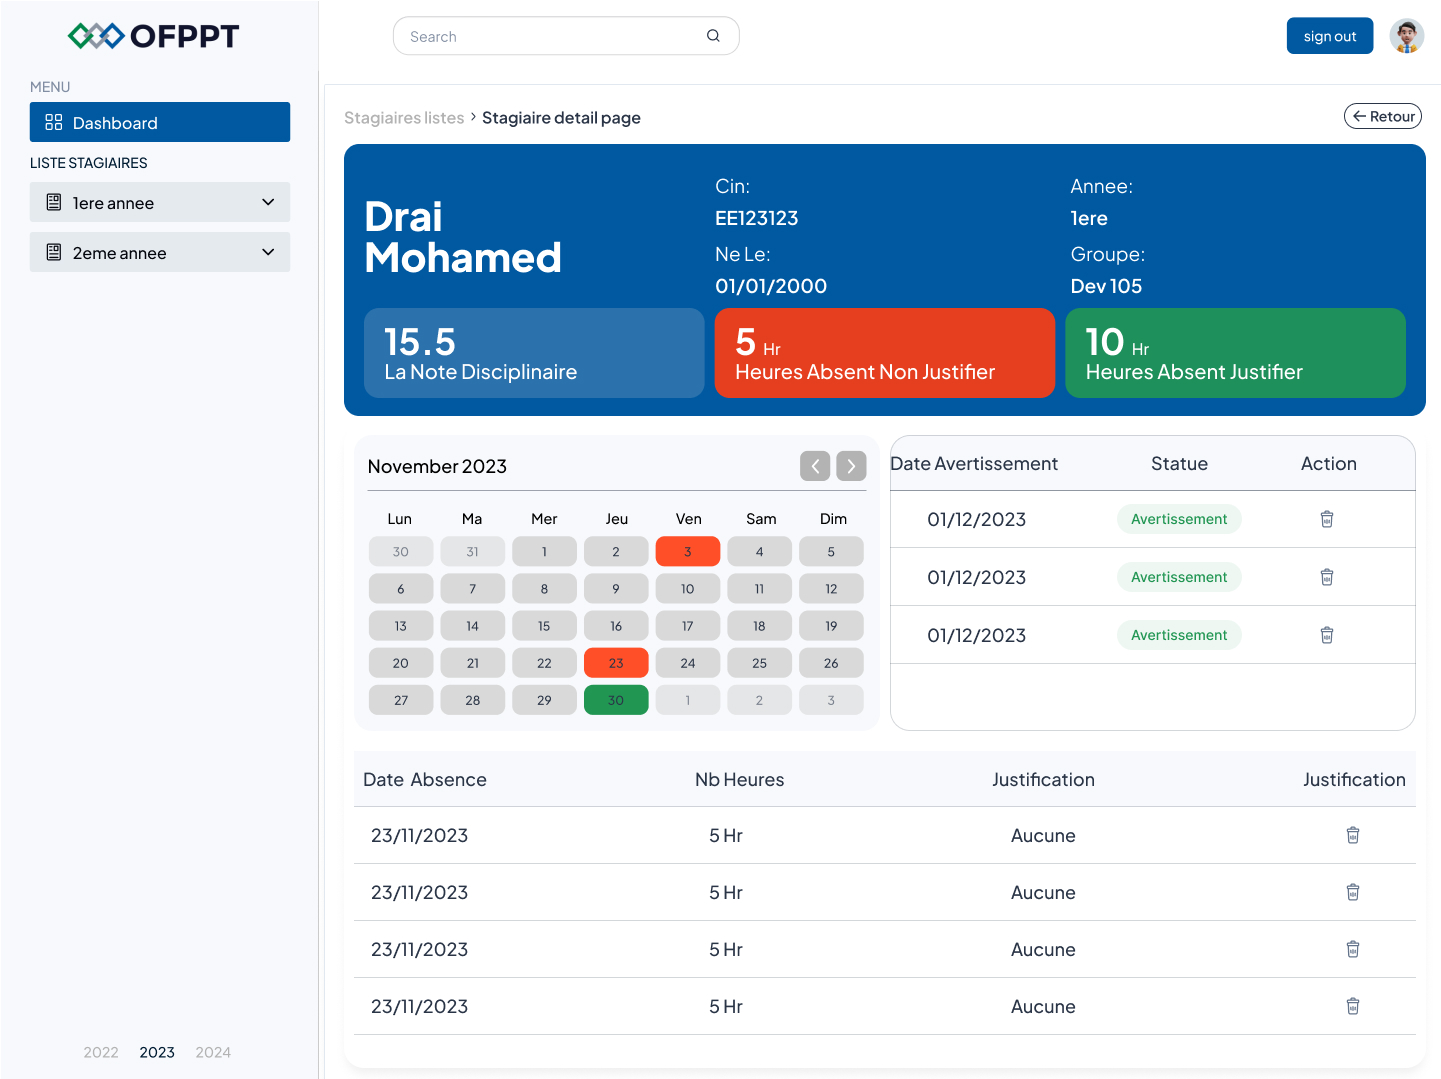 OFPPT
Search
sign out
MENU
Dashboard
LISTE STAGIAIRES
1ere annee
2eme annee
2022 2023 2024
Stagiaires listes > Stagiaire detail page
← Retour
Drai
Mohamed
Cin:
EE123123
Ne Le:
01/01/2000
Annee:
1ere
Groupe:
Dev 105
15.5
La Note Disciplinaire
5 Hr
Heures Absent Non Justifier
10 Hr
Heures Absent Justifier
November 2023
Lun Ma Mer Jeu Ven Sam Dim
30 31 1 2 3 4 5
6 7 8 9 10 11 12
13 14 15 16 17 18 19
20 21 22 23 24 25 26
27 28 29 30 1 2 3
Date Avertissement Statue Action
01/12/2023 Avertissement
01/12/2023 Avertissement
01/12/2023 Avertissement
Date Absence Nb Heures Justification Justification
23/11/2023 5 Hr Aucune
23/11/2023 5 Hr Aucune
23/11/2023 5 Hr Aucune
23/11/2023 5 Hr Aucune